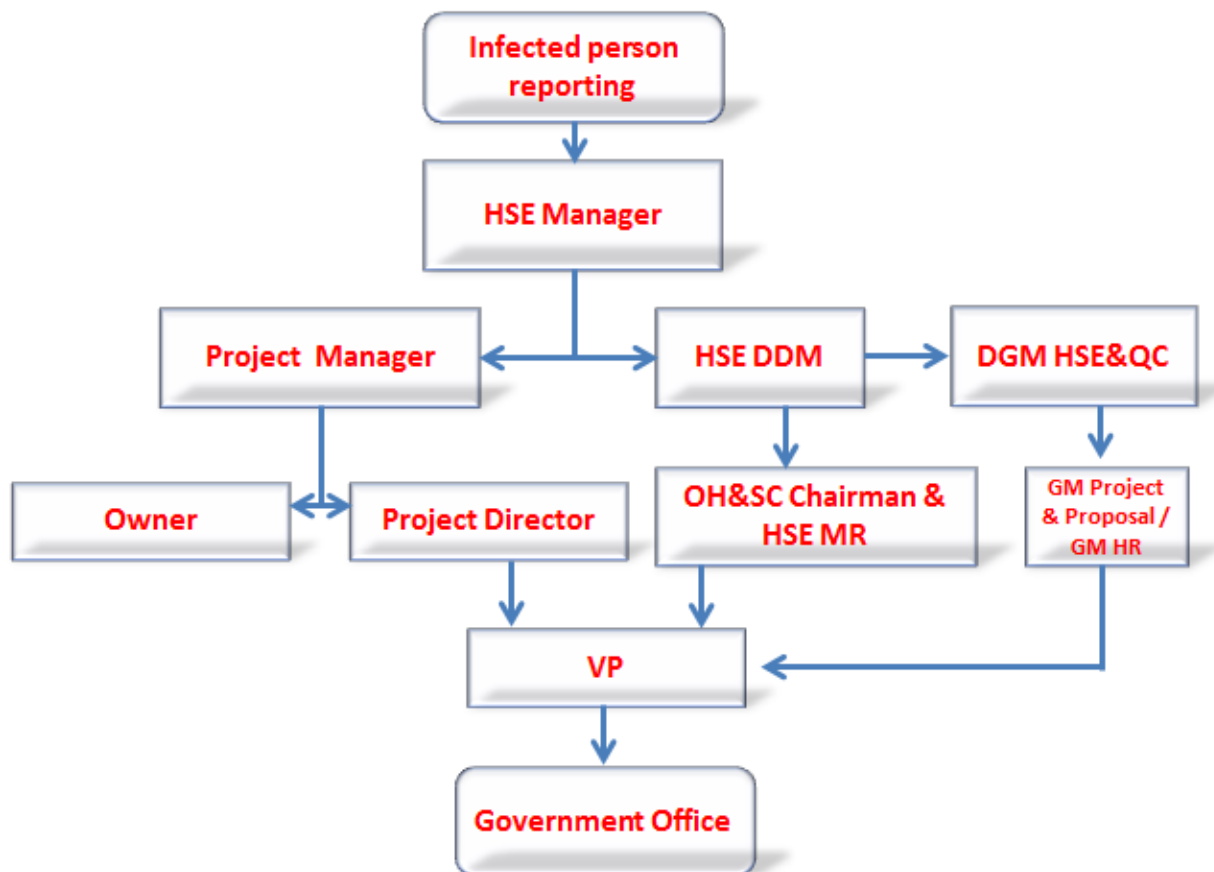 Infected person
reporting
HSE Manager
Project Manager
HSE DDM
DGM HSE&QC
Owner
Project Director
OH&SC Chairman &
HSE MR
GM Project
& Proposal /
GM HR
VP
Government Office